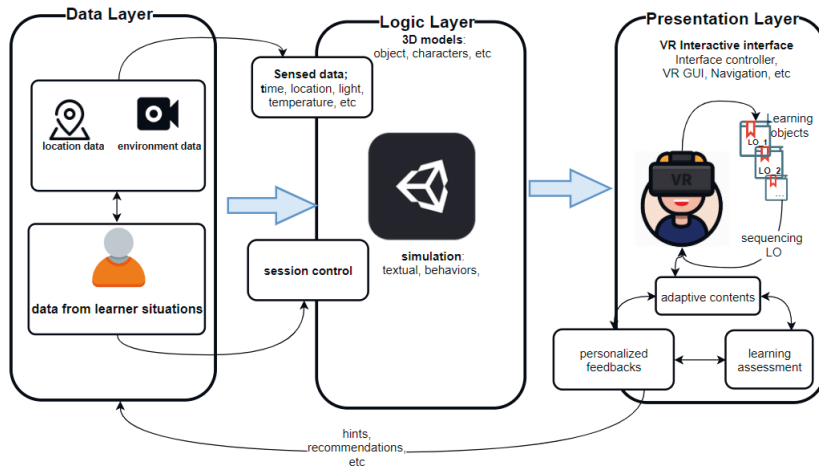 Data Layer
location data
environment data
data from learner situations
Logic Layer
3D models:
object, characters, etc
Sensed data;
time, location, light,
temperature, etc
session control
simulation:
textual, behaviors,
Presentation Layer
VR Interactive interface
Interface controller,
VR GUI, Navigation, etc
Learning
objects
LO_1
LO_2
...
VR
sequencing
LO
adaptive contents
personalized
feedbacks
learning
assessment
hints,
recommendations,
etc